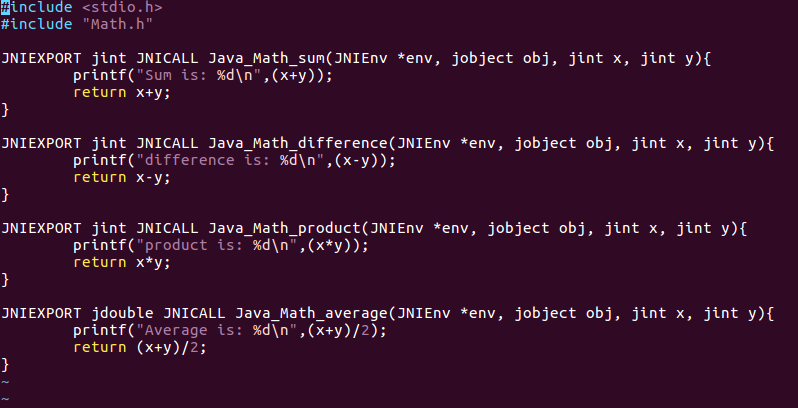 #include <stdio.h>
#include "Math.h"

JNIEXPORT jint JNICALL Java_Math_sum(JNIEnv *env, jobject obj, jint x, jint y){
        printf("Sum is: %d\n",(x+y));
        return x+y;
}

JNIEXPORT jint JNICALL Java_Math_difference(JNIEnv *env, jobject obj, jint x, jint y){
        printf("difference is: %d\n",(x-y));
        return x-y;
}

JNIEXPORT jint JNICALL Java_Math_product(JNIEnv *env, jobject obj, jint x, jint y){
        printf("product is: %d\n",(x*y));
        return x*y;
}

JNIEXPORT jdouble JNICALL Java_Math_average(JNIEnv *env, jobject obj, jint x, jint y){
        printf("Average is: %d\n",(x+y)/2);
        return (x+y)/2;
}
~
~